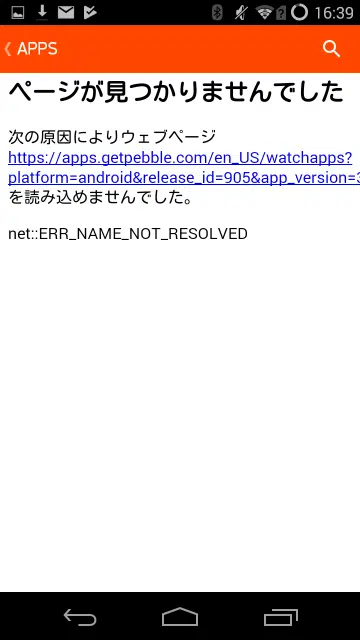 16:39
APPS
ページが見つかりませんでした
次の原因によりウェブページ
https://apps.getpebble.com/en_US/watchapps?
platform=android&release_id=905&app_version=3
を読み込めませんでした。
net::ERR_NAME_NOT_RESOLVED